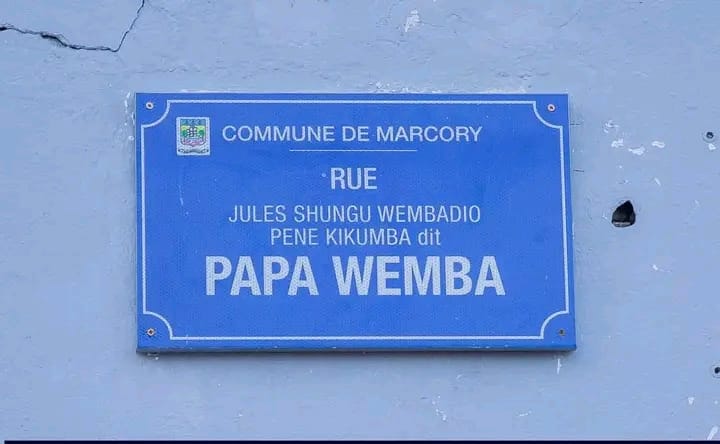 COMMUNE DE MARCORY
RUE
JULES SHUNGU WEMBADIO
PENE KIKUMBA dit
PAPA WEMBA